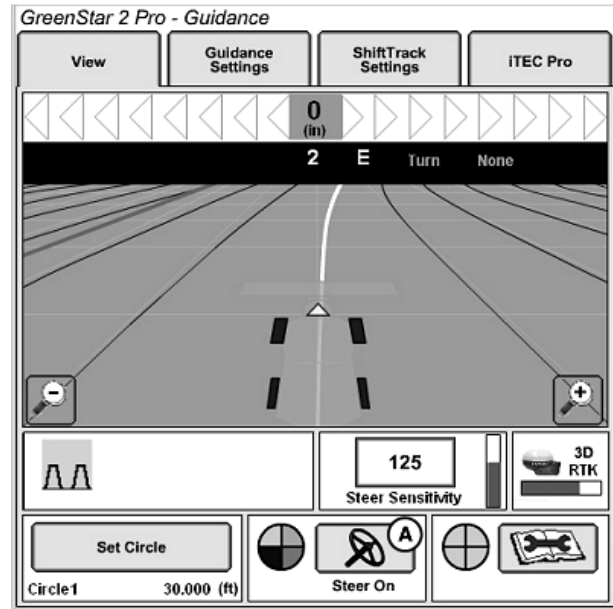 GreenStar 2 Pro - Guidance
View
Guidance
Settings
ShiftTrack
Settings
iTEC Pro
0
(in)
2 E Turn None
125
Steer Sensitivity
3D
RTK
Set Circle
Circle1 30.000 (ft)
A
Steer On